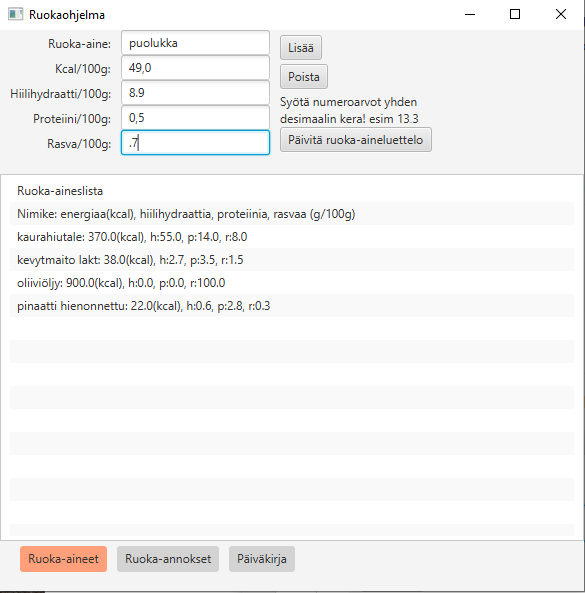 Ruokaohjelma
Ruoka-aine: puolukka
Lisää
Kcal/100g: 49,0
Poista
Hiilihydraatti/100g: 8.9
Syötä numeroarvot yhden
desimaalin kera! esim 13.3
Proteiini/100g: 0,5
Rasva/100g: .7
Päivitä ruoka-aineluettelo
Ruoka-aineslista
Nimike: energiaa(kcal), hiilihydraattia, proteiinia, rasvaa (g/100g)
kaurahiutale: 370.0(kcal), h:55.0, p:14.0, r:8.0
kevytmaito lakt: 38.0(kcal), h:2.7, p:3.5, r:1.5
oliiviöljy: 900.0(kcal), h:0.0, p:0.0, r:100.0
pinaatti hienonnettu: 22.0(kcal), h:0.6, p:2.8, r:0.3
Ruoka-aineet Ruoka-annokset Päiväkirja